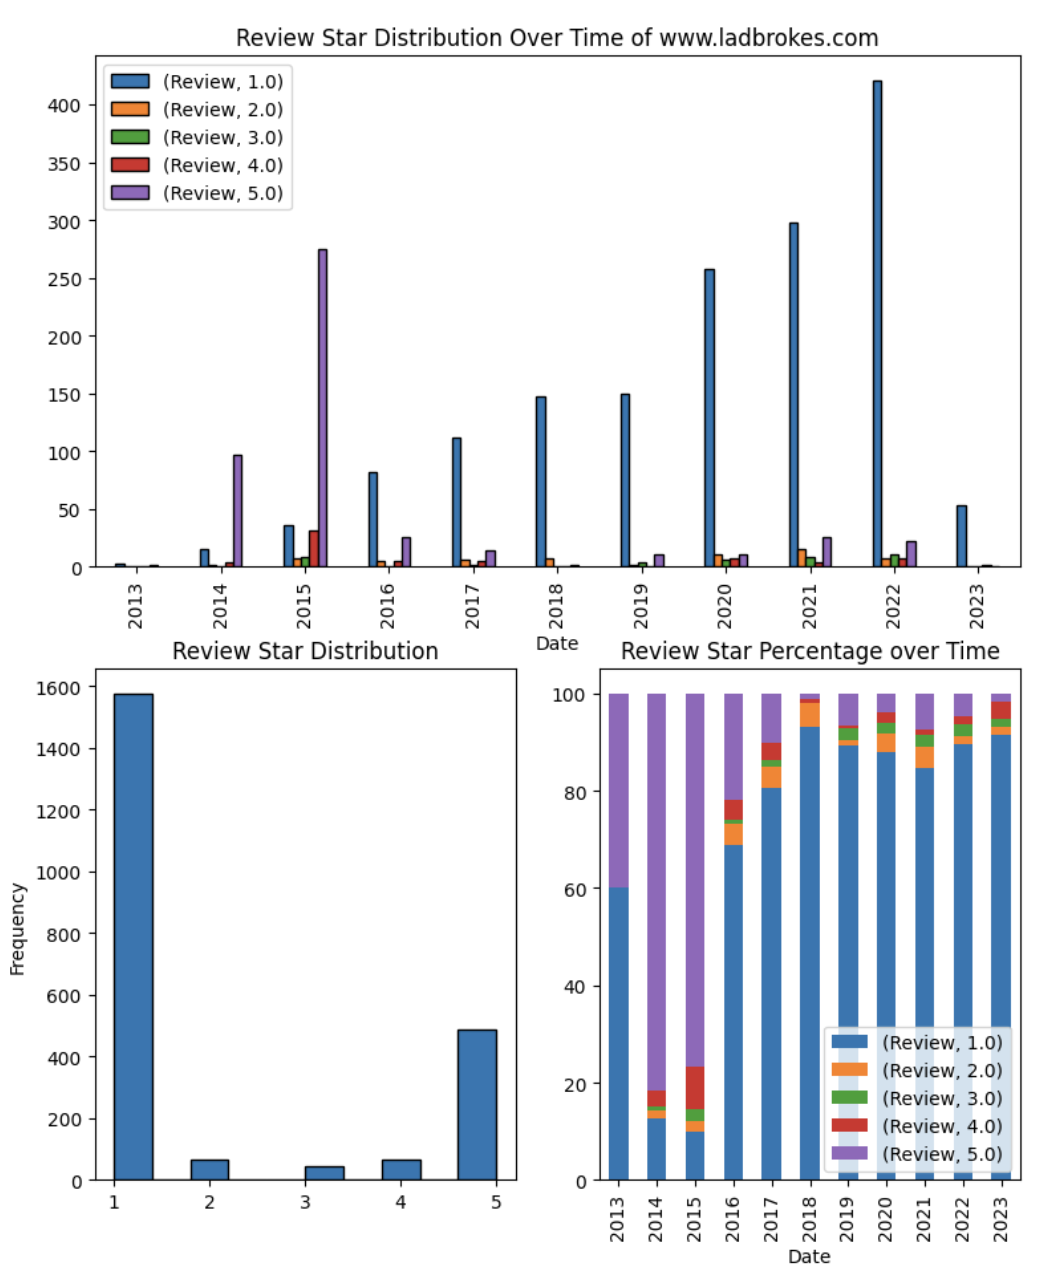 Review Star Distribution Over Time of www.ladbrokes.com
(Review, 1.0)
(Review, 2.0)
(Review, 3.0)
(Review, 4.0)
(Review, 5.0)
400
350
300
250
200
150
100
50
0
2013 2014 2015 2016 2017 2018 2019 2020 2021 2022 2023
Date
Review Star Distribution
Frequency
1600
1400
1200
1000
800
600
400
200
0
1 2 3 4 5
Review Star Percentage over Time
100
80
60
40
20
0
(Review, 1.0)
(Review, 2.0)
(Review, 3.0)
(Review, 4.0)
(Review, 5.0)
2013 2014 2015 2016 2017 2018 2019 2020 2021 2022 2023
Date